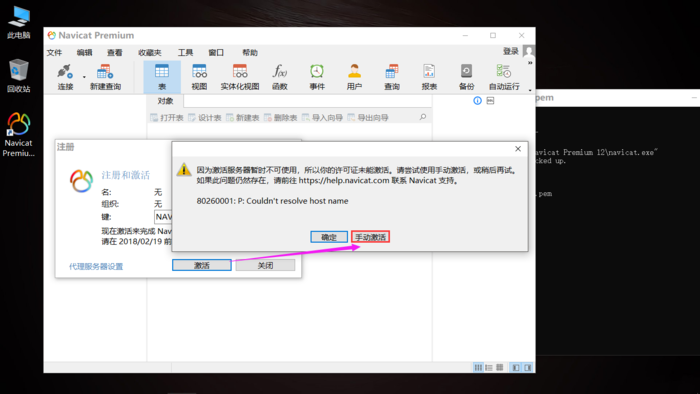 此电脑
回收站
Navicat
Premiu...
Navicat Premium
文件 编辑 查看 收藏夹 工具 窗口 帮助
登录
连接 新建查询 表 视图 实体化视图 函数 事件 用户 查询 报表 备份 自动运行
f(x)
对象
打开表 设计表 新建表 删除表 导入向导 导出向导
.pem
avicat Premium 12\navicat.exe"
cked up.
.pem
注册
注册和激活
名: 无
组织: 无
键: NAV
现在激活来完成 Nav
请在 2018/02/19 前
代理服务器设置
激活
关闭
因为激活服务器暂时不可使用，所以你的许可证未能激活。请尝试使用手动激活，或稍后再试。
如果此问题仍然存在，请前往 https://help.navicat.com 联系 Navicat 支持。
80260001: P: Couldn't resolve host name
确定
手动激活